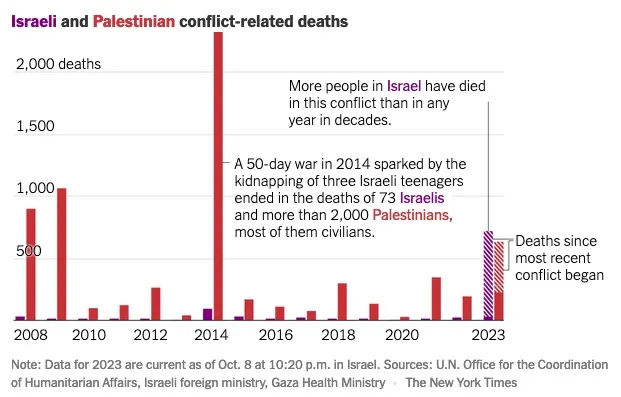 Israeli and Palestinian conflict-related deaths
2,000 deaths
More people in Israel have died
in this conflict than in any
year in decades.
1,500
A 50-day war in 2014 sparked by the
kidnapping of three Israeli teenagers
ended in the deaths of 73 Israelis
and more than 2,000 Palestinians,
most of them civilians.
1,000
Deaths since
most recent
conflict began
500
2008 2010 2012 2014 2016 2018 2020 2023
Note: Data for 2023 are current as of Oct. 8 at 10:20 p.m. in Israel. Sources: U.N. Office for the Coordination
of Humanitarian Affairs, Israeli foreign ministry, Gaza Health Ministry · The New York Times